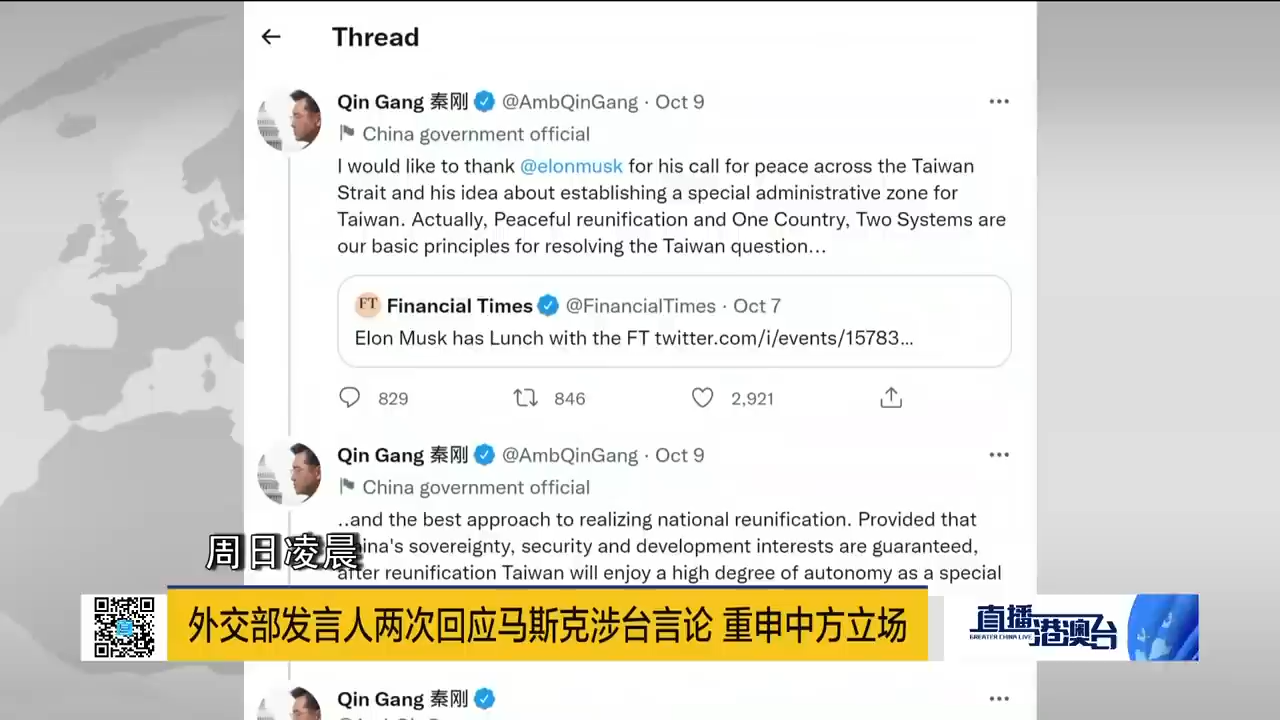 Thread
Qin Gang 秦刚 @AmbQinGang · Oct 9
China government official
I would like to thank @elonmusk for his call for peace across the Taiwan
Strait and his idea about establishing a special administrative zone for
Taiwan. Actually, Peaceful reunification and One Country, Two Systems are
our basic principles for resolving the Taiwan question...
FT Financial Times @FinancialTimes · Oct 7
Elon Musk has Lunch with the FT twitter.com/i/events/15783...
829 846 2,921
Qin Gang 秦刚 @AmbQinGang · Oct 9
China government official
..and the best approach to realizing national reunification. Provided that
sovereignty, security and development interests are guaranteed,
after reunification Taiwan will enjoy a high degree of autonomy as a special
周日凌晨
外交部发言人两次回应马斯克涉台言论 重申中方立场
直播港澳台
GREATER CHINA LIVE
Qin Gang 秦刚